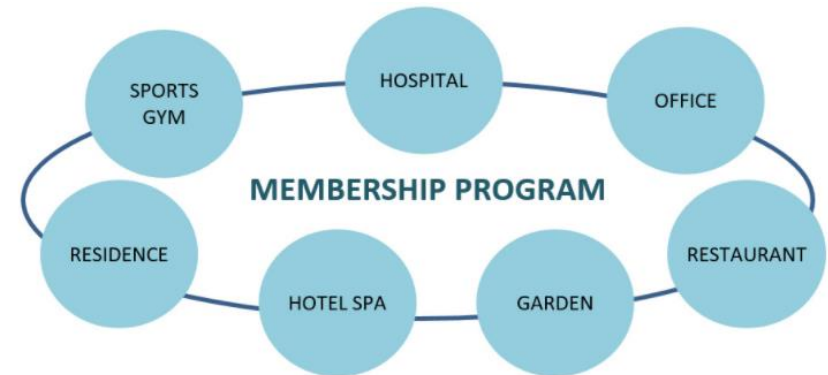 SPORTS
GYM
HOSPITAL
OFFICE
MEMBERSHIP PROGRAM
RESIDENCE
HOTEL SPA
GARDEN
RESTAURANT